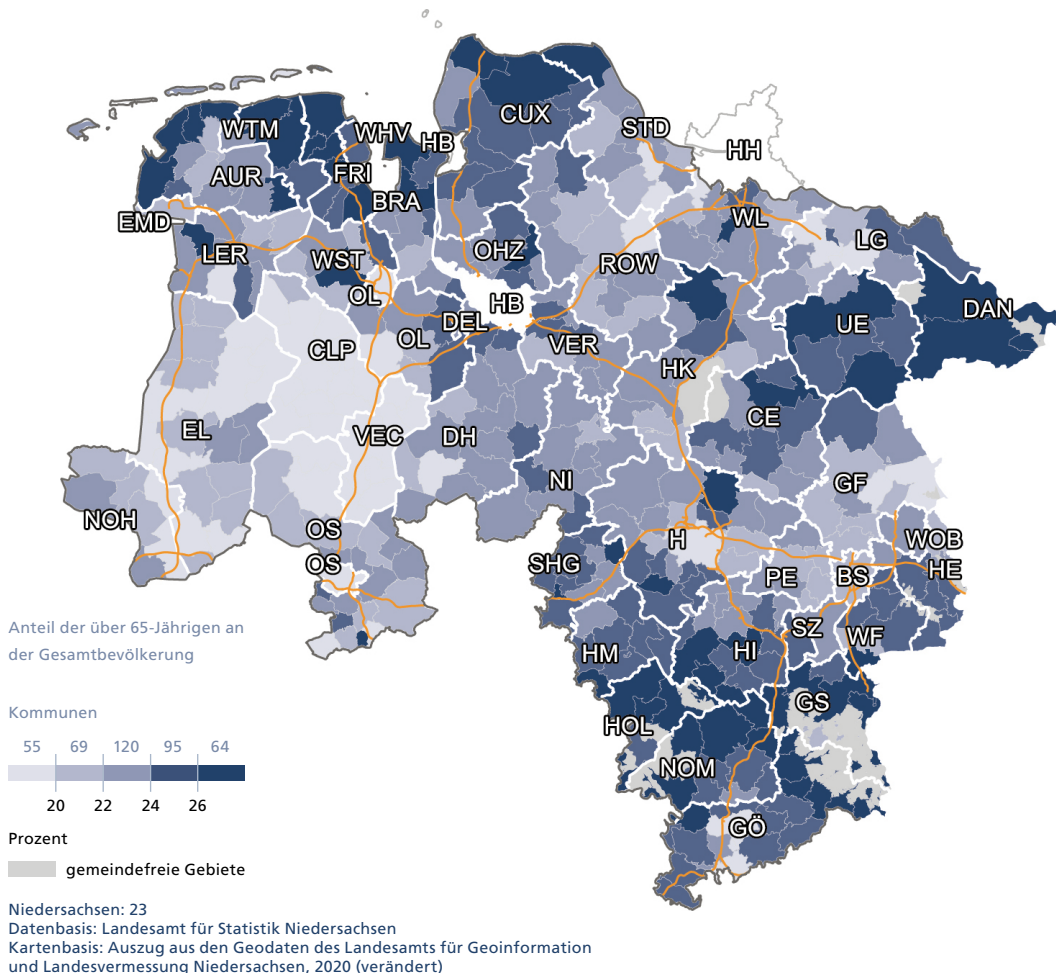 CUX
STD
WTM
WHV
HB
HH
AUR
FRI
BRA
EMD
WL
LER
WST
OHZ
ROW
LG
OL
HB
DAN
CLP
OL
DEL
VER
UE
HK
CE
EL
VEC
DH
NI
GF
NOH
OS
H
WOB
OS
SHG
PE
BS
HE
SZ
WF
HM
HI
GS
HOL
NOM
GÖ
Anteil der über 65-Jährigen an
der Gesamtbevölkerung
Kommunen
55 69 120 95 64
20 22 24 26
Prozent
gemeindefreie Gebiete
Niedersachsen: 23
Datenbasis: Landesamt für Statistik Niedersachsen
Kartenbasis: Auszug aus den Geodaten des Landesamts für Geoinformation
und Landesvermessung Niedersachsen, 2020 (verändert)